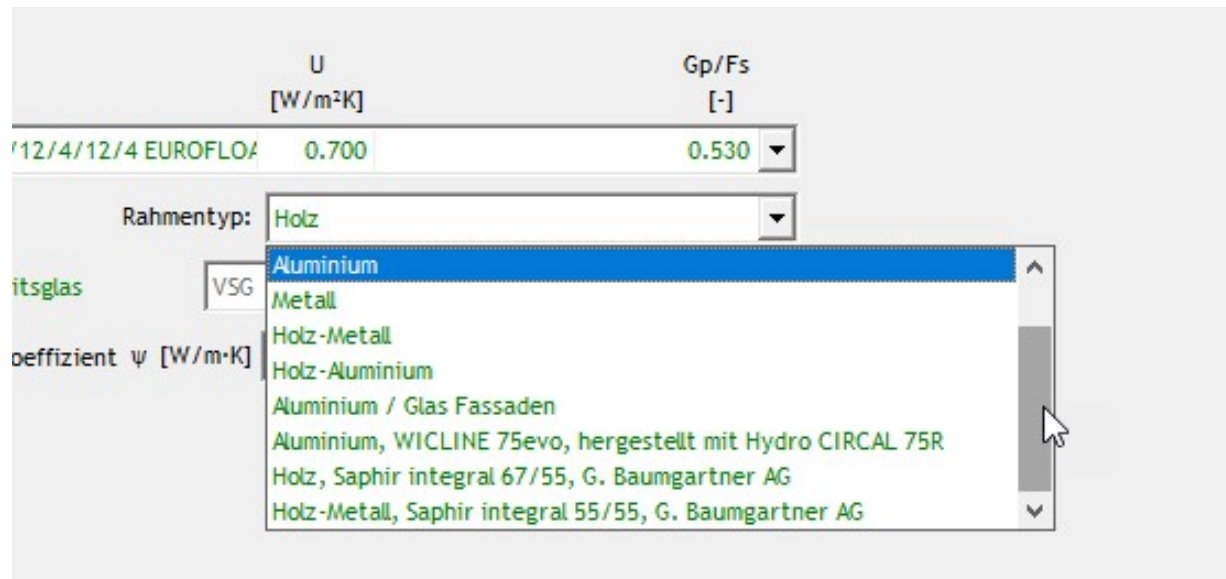 U Gp/Fs
[W/m²K] [-]
/12/4/12/4 EUROFLOA 0.700 0.530
Rahmentyp: Holz
Aluminium
itsglas VSG
Metall
Holz-Metall
oeffizient ψ [W/m·K]
Holz-Aluminium
Aluminium / Glas Fassaden
Aluminium, WICLINE 75evo, hergestellt mit Hydro CIRCAL 75R
Holz, Saphir integral 67/55, G. Baumgartner AG
Holz-Metall, Saphir integral 55/55, G. Baumgartner AG